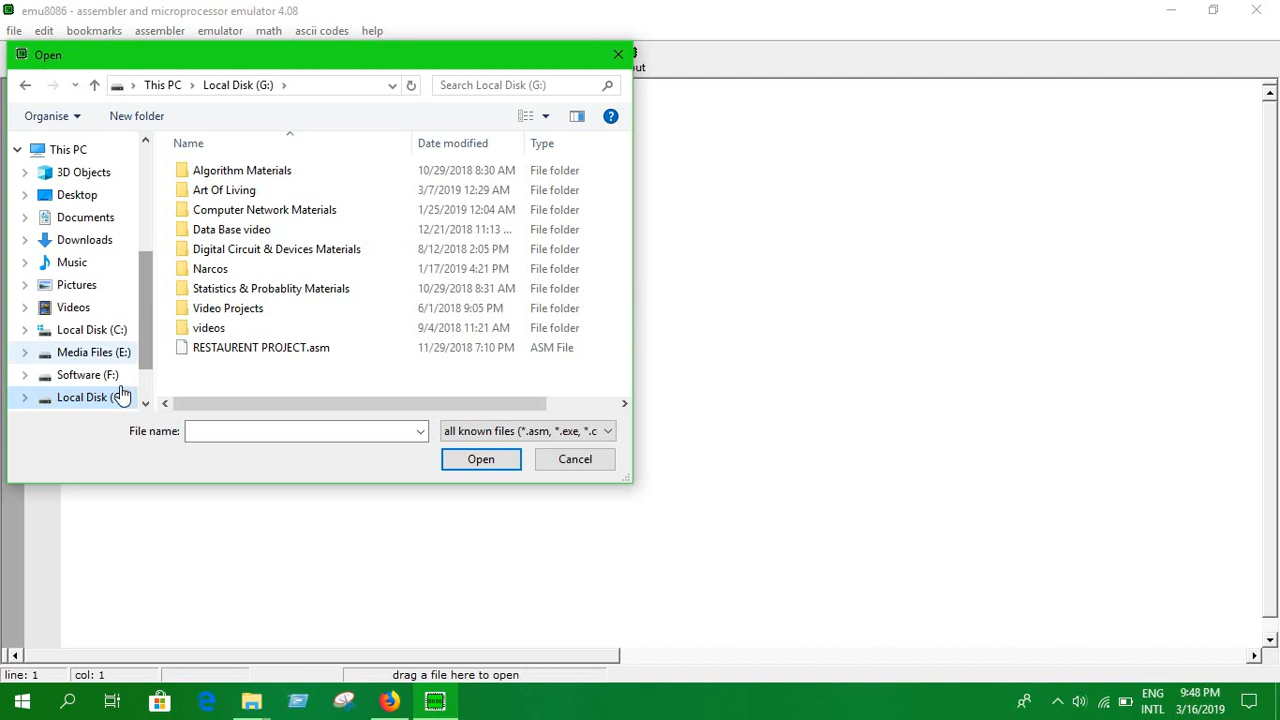 emu8086 - assembler and microprocessor emulator 4.08
file edit bookmarks assembler emulator math ascii codes help
Open
This PC Local Disk (G:) Search Local Disk (G:)
Organise New folder
Name Date modified Type
This PC
3D Objects
Desktop
Documents
Downloads
Music
Pictures
Videos
Local Disk (C:)
Media Files (E:)
Software (F:)
Local Disk
Algorithm Materials 10/29/2018 8:30 AM File folder
Art Of Living 3/7/2019 12:29 AM File folder
Computer Network Materials 1/25/2019 12:04 AM File folder
Data Base video 12/21/2018 11:13 ... File folder
Digital Circuit & Devices Materials 8/12/2018 2:05 PM File folder
Narcos 1/17/2019 4:21 PM File folder
Statistics & Probablity Materials 10/29/2018 8:31 AM File folder
Video Projects 6/1/2018 9:05 PM File folder
videos 9/4/2018 11:21 AM File folder
RESTAURENT PROJECT.asm 11/29/2018 7:10 PM ASM File
File name: all known files (*.asm, *.exe, *.c
Open Cancel
line: 1 col: 1 drag a file here to open
ENG 9:48 PM
INTL 3/16/2019